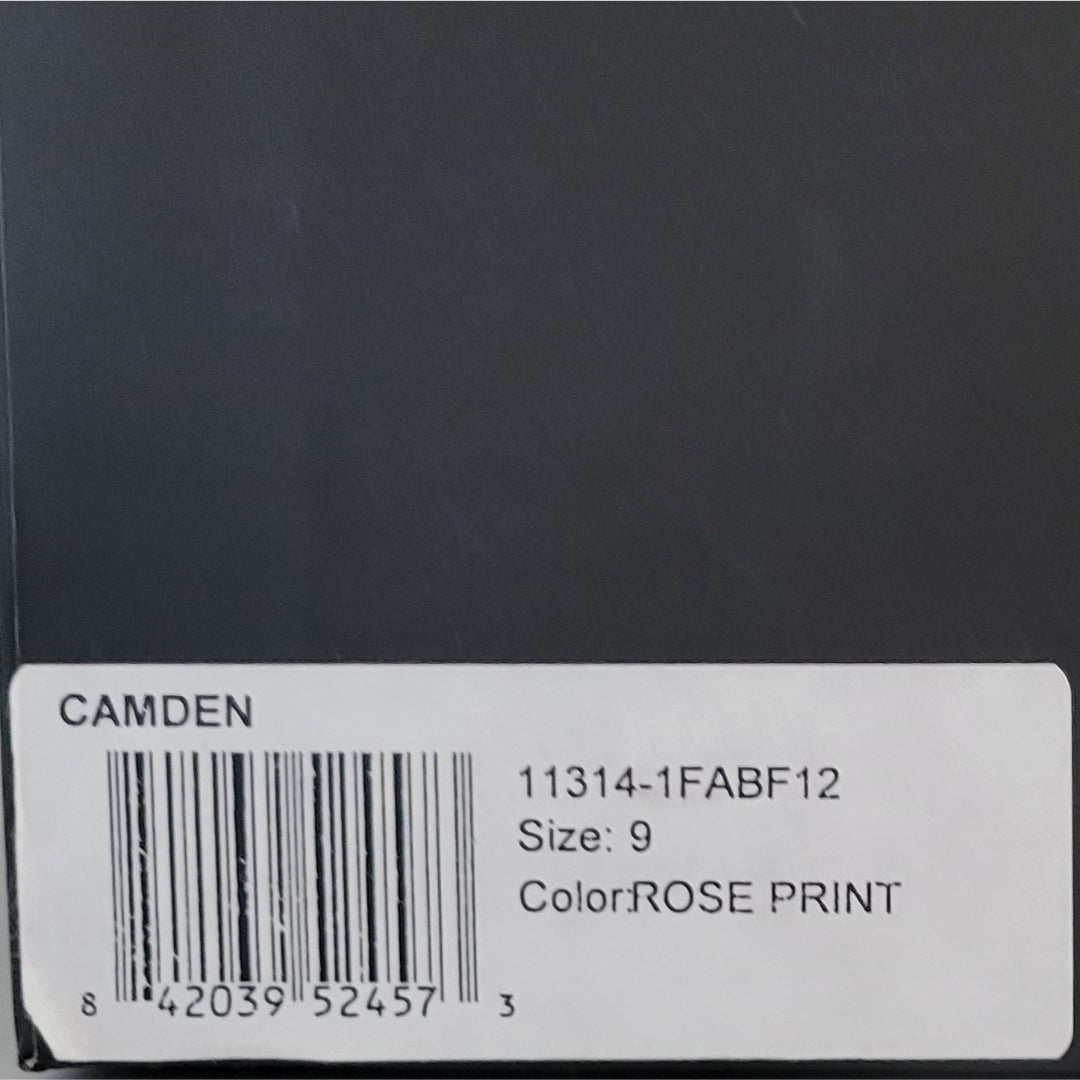 CAMDEN
11314-1FABF12
Size: 9
Color:ROSE PRINT
8 42039 52457 3